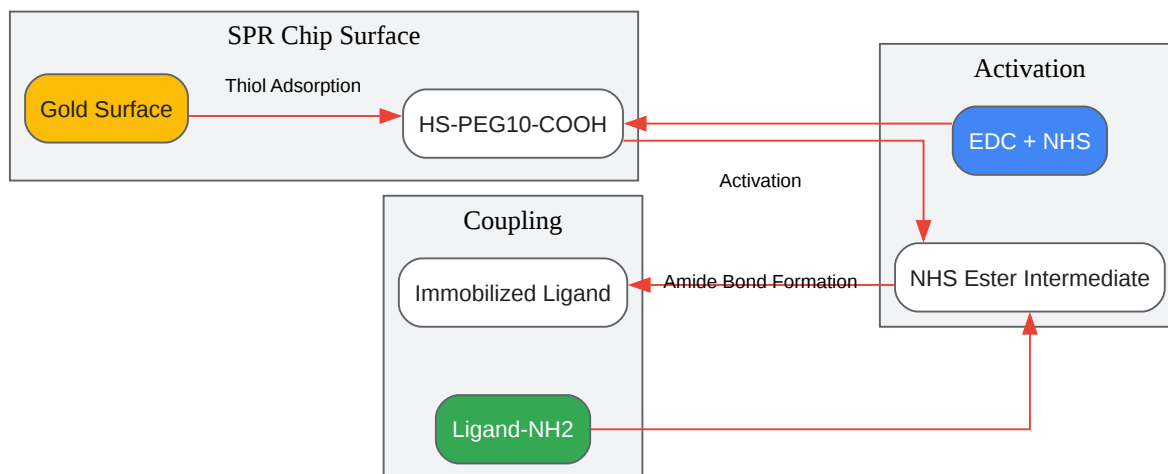 SPR Chip Surface
Thiol Adsorption
Gold Surface
HS-PEG10-COOH
Activation
EDC + NHS
Activation
Coupling
Immobilized Ligand
Amide Bond Formation
NHS Ester Intermediate
Ligand-NH2